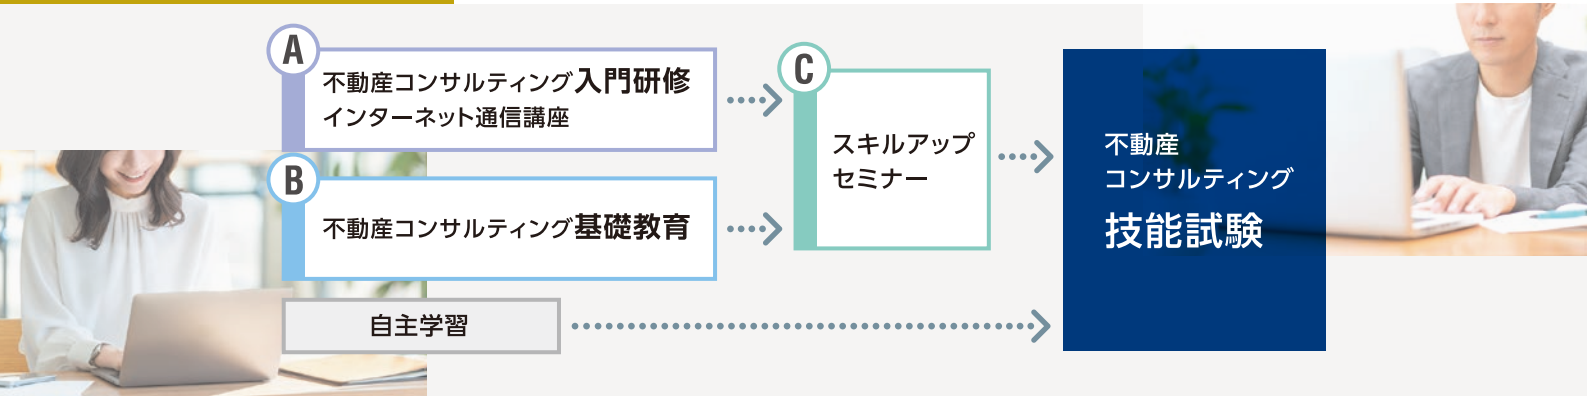 A
不動産コンサルティング入門研修
インターネット通信講座
B
不動産コンサルティング基礎教育
C
スキルアップ
セミナー
自主学習
不動産
コンサルティング
技能試験